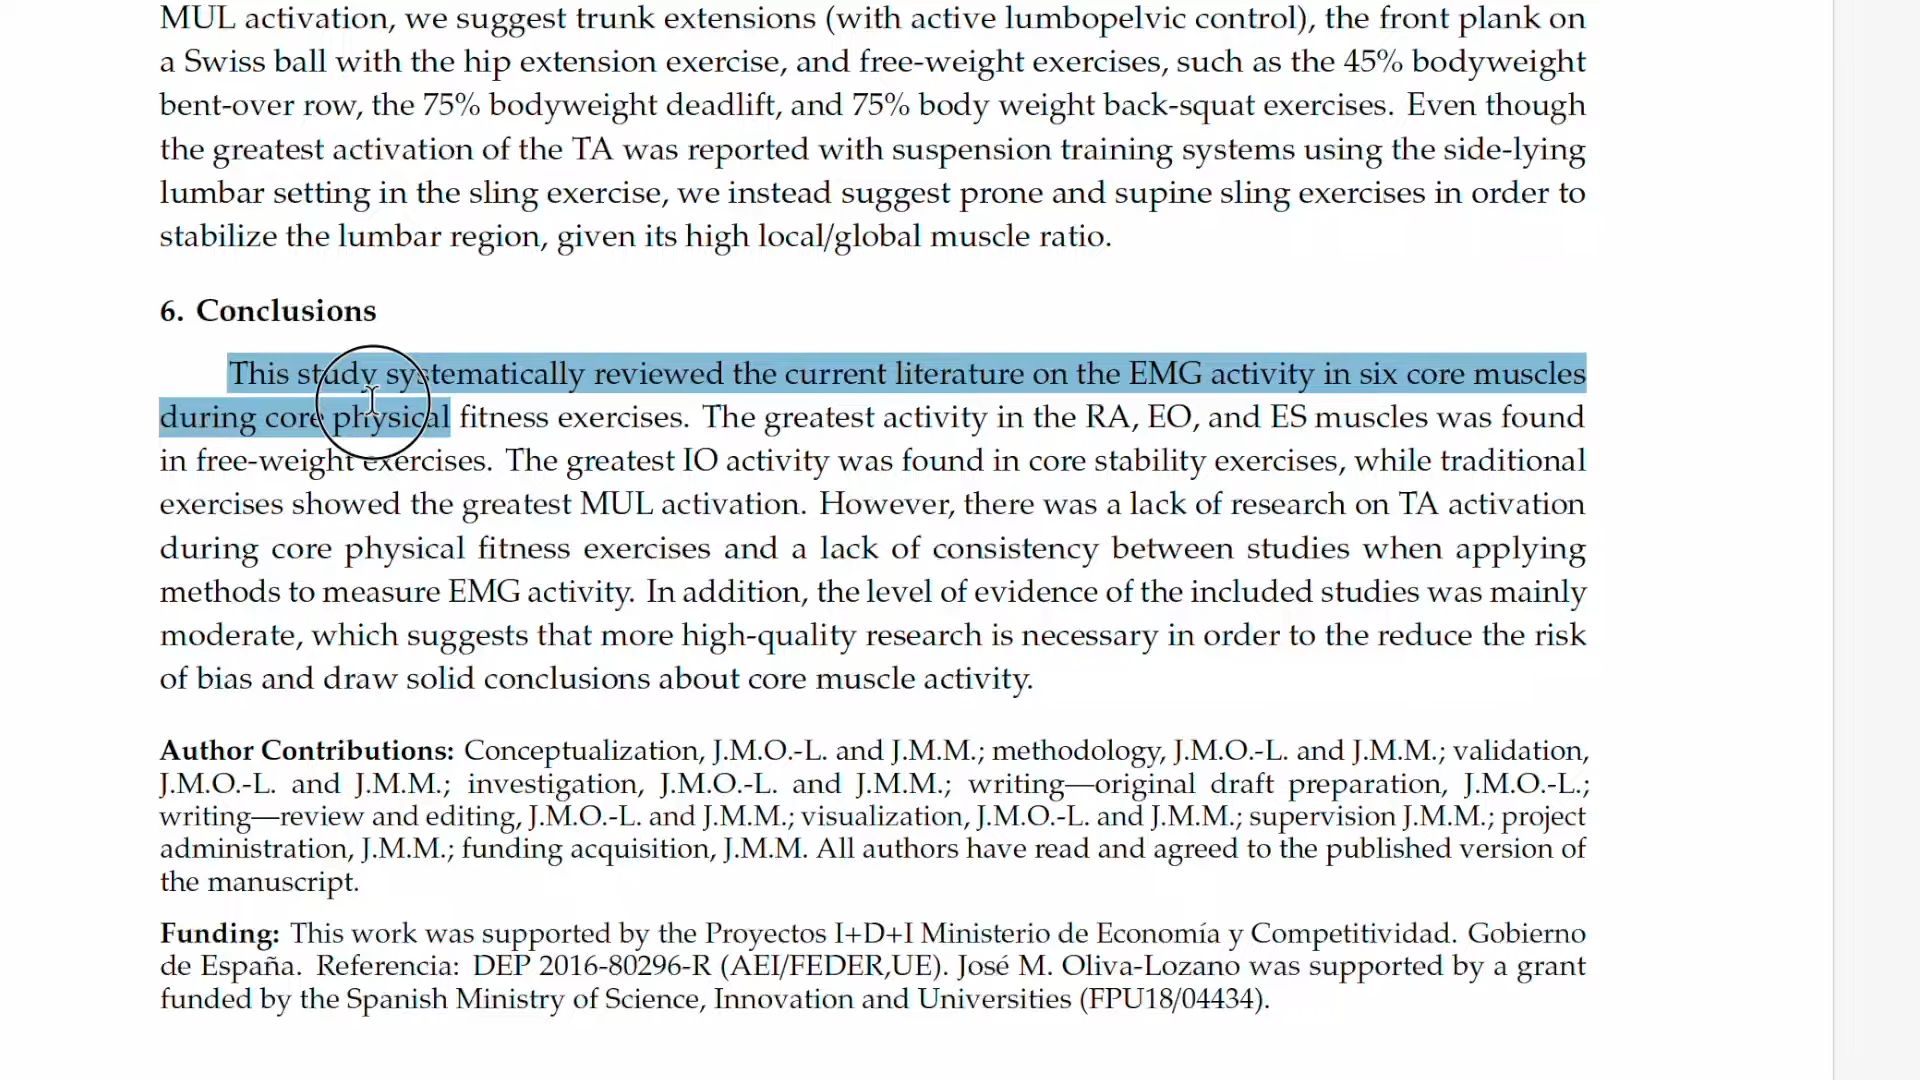 MUL activation, we suggest trunk extensions (with active lumbopelvic control), the front plank on
a Swiss ball with the hip extension exercise, and free-weight exercises, such as the 45% bodyweight
bent-over row, the 75% bodyweight deadlift, and 75% body weight back-squat exercises. Even though
the greatest activation of the TA was reported with suspension training systems using the side-lying
lumbar setting in the sling exercise, we instead suggest prone and supine sling exercises in order to
stabilize the lumbar region, given its high local/global muscle ratio.
6. Conclusions
This study systematically reviewed the current literature on the EMG activity in six core muscles
during core physical fitness exercises. The greatest activity in the RA, EO, and ES muscles was found
in free-weight exercises. The greatest IO activity was found in core stability exercises, while traditional
exercises showed the greatest MUL activation. However, there was a lack of research on TA activation
during core physical fitness exercises and a lack of consistency between studies when applying
methods to measure EMG activity. In addition, the level of evidence of the included studies was mainly
moderate, which suggests that more high-quality research is necessary in order to the reduce the risk
of bias and draw solid conclusions about core muscle activity.
Author Contributions: Conceptualization, J.M.O.-L. and J.M.M.; methodology, J.M.O.-L. and J.M.M.; validation,
J.M.O.-L. and J.M.M.; investigation, J.M.O.-L. and J.M.M.; writing—original draft preparation, J.M.O.-L.;
writing—review and editing, J.M.O.-L. and J.M.M.; visualization, J.M.O.-L. and J.M.M.; supervision J.M.M.; project
administration, J.M.M.; funding acquisition, J.M.M. All authors have read and agreed to the published version of
the manuscript.
Funding: This work was supported by the Proyectos I+D+I Ministerio de Economía y Competitividad. Gobierno
de España. Referencia: DEP 2016-80296-R (AEI/FEDER,UE). José M. Oliva-Lozano was supported by a grant
funded by the Spanish Ministry of Science, Innovation and Universities (FPU18/04434).